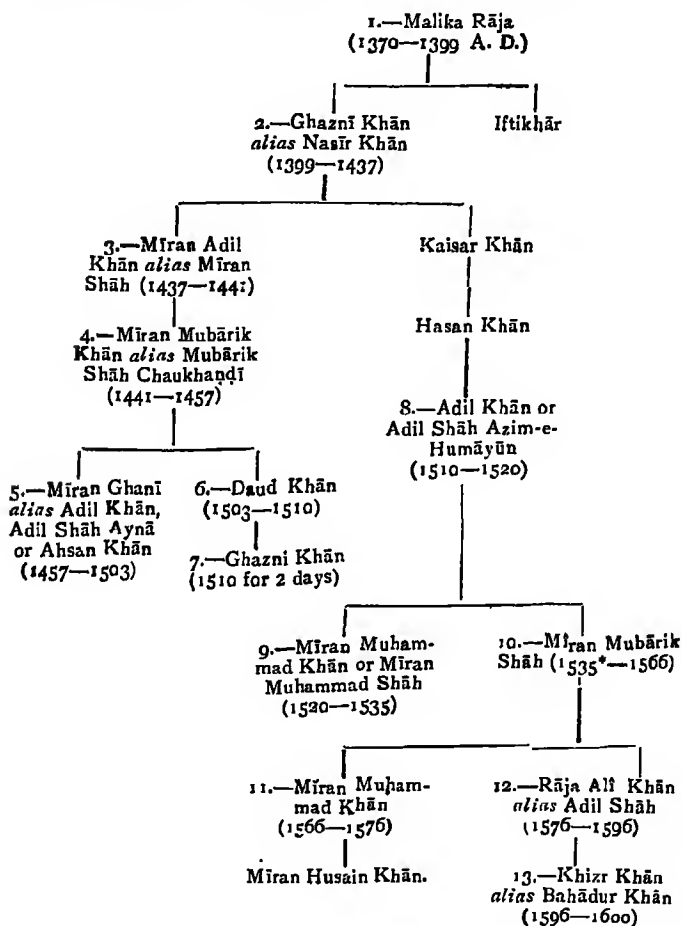 1.—Malika Rāja
(1370—1399 A. D.)
2.—Ghaznī Khān
alias Nasīr Khān
(1399—1437)
Iftikhār
3.—Mīran Adil
Khān alias Mīran
Shāh (1437—1441)
Kaisar Khān
4.—Mīran Mubārik
Khān alias Mubārik
Shāh Chaukhaṇḍī
(1441—1457)
Hasan Khān
8.—Adil Khān or
Adil Shāh Azim-e-
Humāyūn
(1510—1520)
5.—Mīran Ghanī
alias Adil Khān,
Adil Shāh Aynā
or Ahsan Khān
(1457—1503)
6.—Daud Khān
(1503—1510)
7.—Ghazni Khān
(1510 for 2 days)
9.—Mīran Muham-
mad Khān or Mīran
Muhammad Shāh
(1520—1535)
10.—Mîran Mubārik
Shāh (1535*—1566)
11.—Mīran Muḥam-
mad Khān
(1566—1576)
12.—Rāja Alî Khān
alias Adil Shāh
(1576—1596)
Mīran Husain Khān.
13.—Khizr Khān
alias Bahādur Khān
(1596—1600)